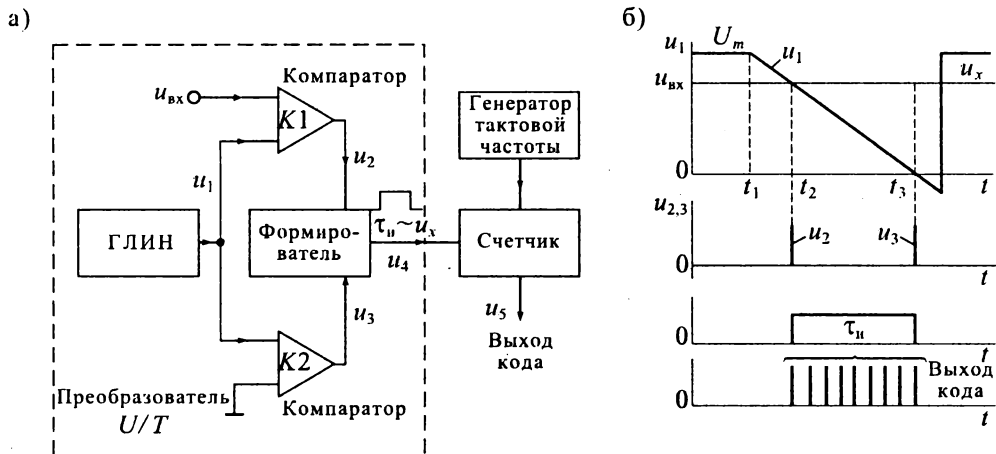 а)
Компаратор
u вх
K1
Генератор
тактовой
частоты
u 2
u 1
τ и ~ u x
ГЛИН
Формиро-
ватель
Счетчик
u 4
u 3
u 5
Выход
кода
K2
Преобразователь
U/T
Компаратор
б)
u 1
U m
u 1
u вх
u x
0
t 1
t 2
t 3
t
u 2,3
u 2
u 3
0
t
τ и
0
t
Выход
кода
0
t